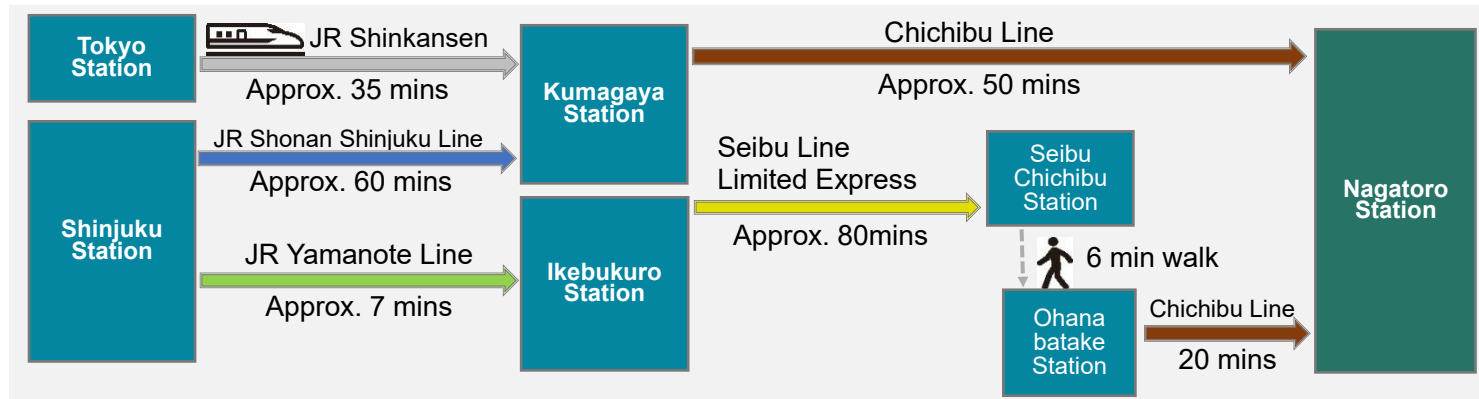 Tokyo
Station
JR Shinkansen
Approx. 35 mins
Kumagaya
Station
Chichibu Line
Approx. 50 mins
Nagatoro
Station
Shinjuku
Station
JR Shonan Shinjuku Line
Approx. 60 mins
JR Yamanote Line
Approx. 7 mins
Ikebukuro
Station
Seibu Line
Limited Express
Approx. 80mins
Seibu
Chichibu
Station
6 min walk
Ohana
batake
Station
Chichibu Line
20 mins